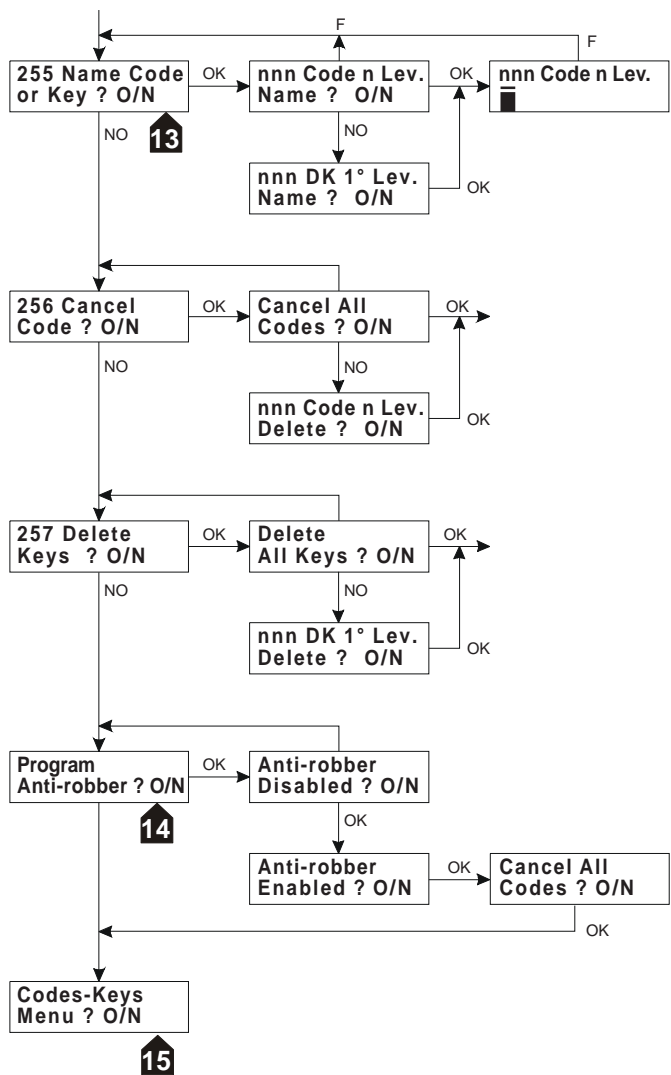 F
F
255 Name Code
or Key ? O/N
OK
nnn Code n Lev.
Name ? O/N
OK
nnn Code n Lev.
13
NO
NO
nnn DK 1° Lev.
Name ? O/N
OK
256 Cancel
Code ? O/N
OK
Cancel All
Codes ? O/N
OK
NO
NO
nnn Code n Lev.
Delete ? O/N
OK
257 Delete
Keys ? O/N
OK
Delete
All Keys ? O/N
OK
NO
NO
nnn DK 1° Lev.
Delete ? O/N
OK
Program
Anti-robber ? O/N
OK
Anti-robber
Disabled ? O/N
14
OK
Anti-robber
Enabled ? O/N
OK
Cancel All
Codes ? O/N
OK
Codes-Keys
Menu ? O/N
15